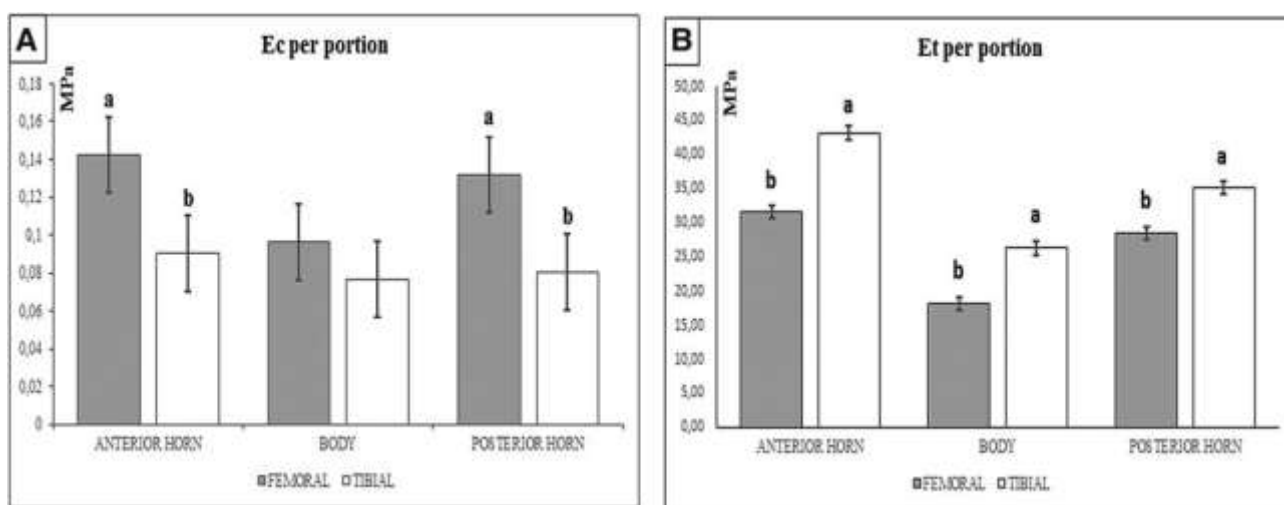 A
Ec per portion
MPa
0,18
0,16
0,14
0,12
0,1
0,08
0,06
0,04
0,02
0
a
b
a
b
ANTERIOR HORN BODY POSTERIOR HORN
FEMORAL TIBIAL
B
Et per portion
MPa
50,00
45,00
40,00
35,00
30,00
25,00
20,00
15,00
10,00
5,00
0,00
b
a
b
a
b
a
ANTERIOR HORN BODY POSTERIOR HORN
FEMORAL TIBIAL